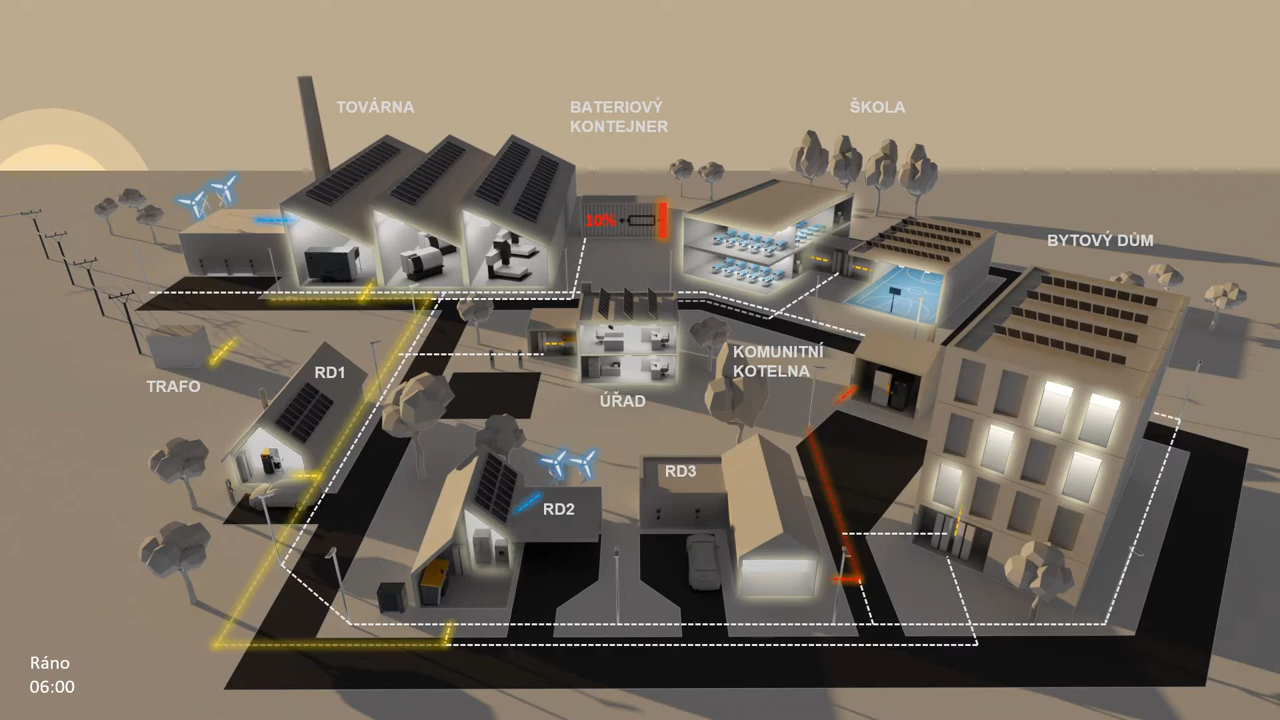 TOVÁRNA
BATERIOVÝ
KONTEJNER
ŠKOLA
10%
BYTOVÝ DŮM
KOMUNITNÍ
KOTELNA
TRAFO
RD1
ÚŘAD
RD3
RD2
Ráno
06:00